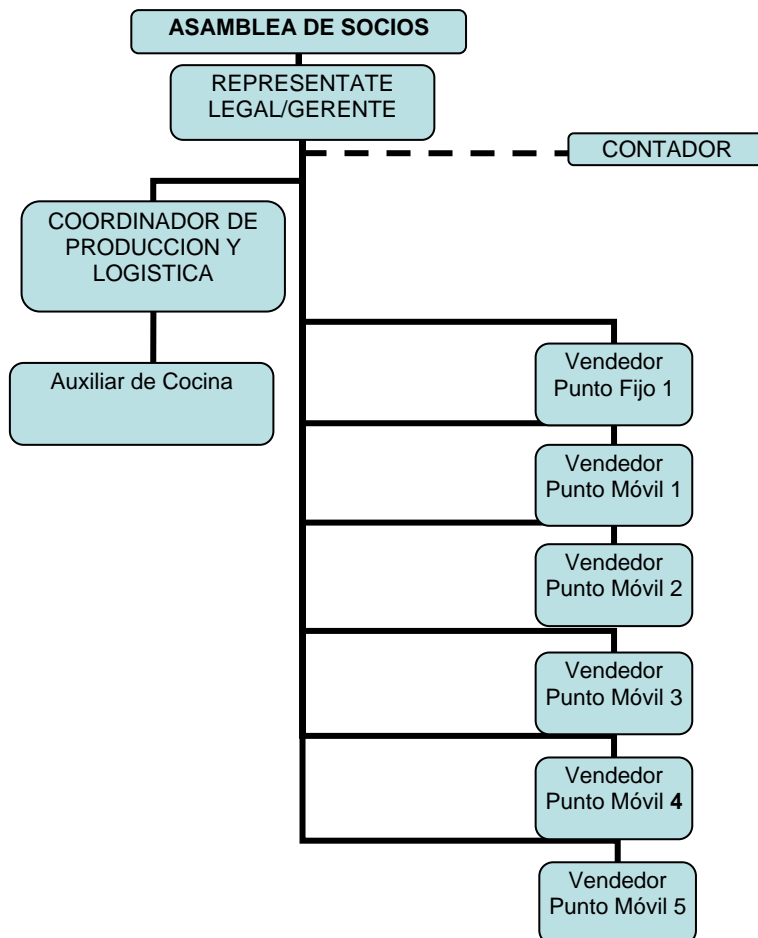 ASAMBLEA DE SOCIOS
REPRESENTATE
LEGAL/GERENTE
CONTADOR
COORDINADOR DE
PRODUCCION Y
LOGISTICA
Auxiliar de Cocina
Vendedor
Punto Fijo 1
Vendedor
Punto Móvil 1
Vendedor
Punto Móvil 2
Vendedor
Punto Móvil 3
Vendedor
Punto Móvil 4
Vendedor
Punto Móvil 5